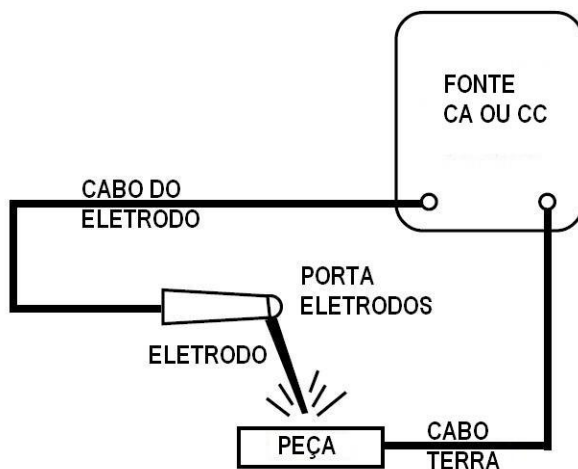 FONTE
CA OU CC
CABO DO
ELETRODO
PORTA
ELETRODOS
ELETRODO
PEÇA
CABO
TERRA